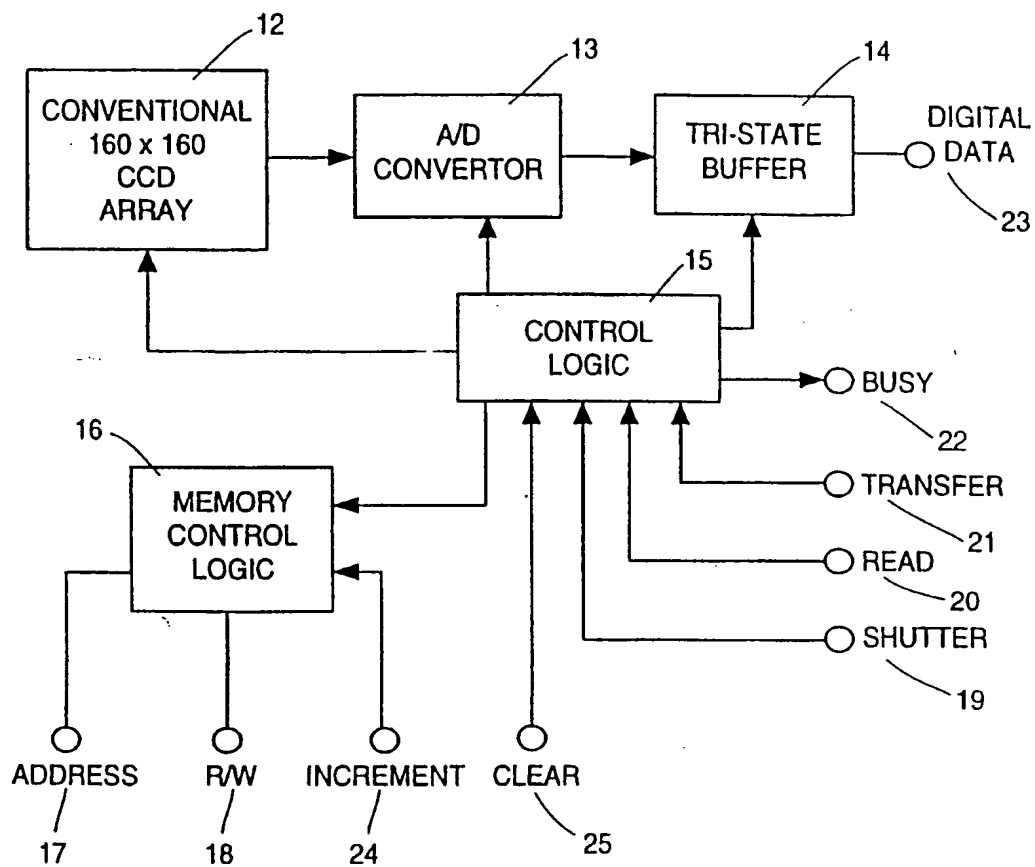 12
13
14
CONVENTIONAL
160 x 160
CCD
ARRAY
A/D
CONVERTOR
TRI-STATE
BUFFER
DIGITAL
DATA
23
15
CONTROL
LOGIC
BUSY
22
16
MEMORY
CONTROL
LOGIC
TRANSFER
21
READ
20
SHUTTER
19
ADDRESS
R/W
INCREMENT
CLEAR
17
18
24
25